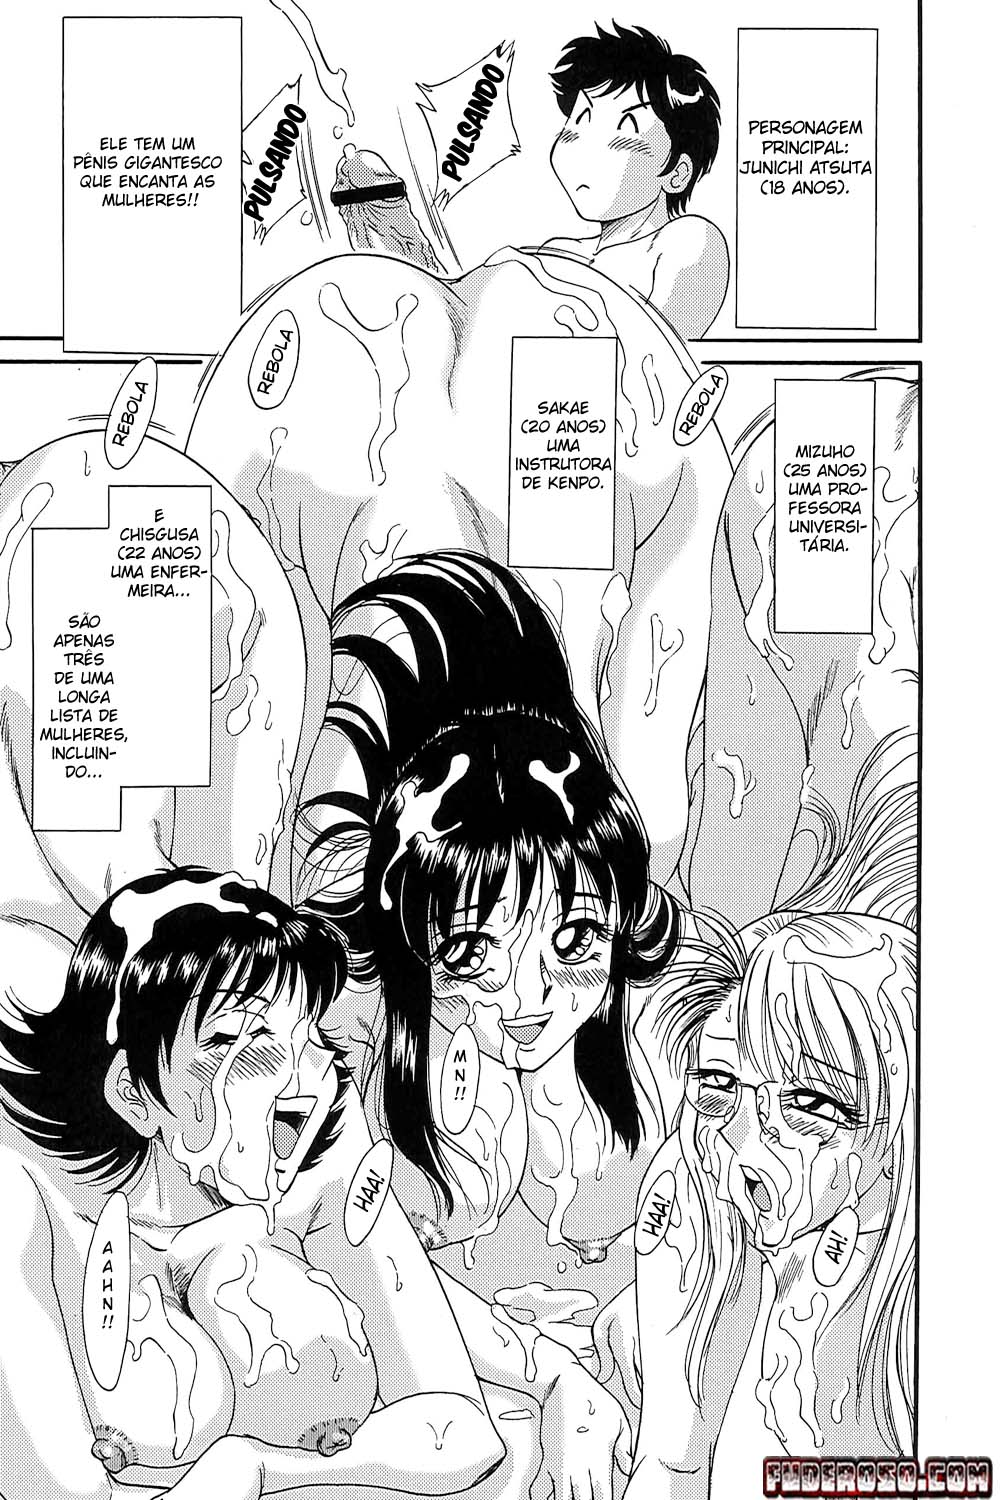 PERSONAGEM
PRINCIPAL:
JUNICHI ATSUTA
(18 ANOS).
PULSANDO
PULSANDO
ELE TEM UM
PÊNIS GIGANTESCO
QUE ENCANTA AS
MULHERES!!
REBOLA
REBOLA
REBOLA
MIZUHO
(25 ANOS)
UMA PRO-
FESSORA
UNIVERSI-
TÁRIA.
SAKAE
(20 ANOS)
UMA
INSTRUTORA
DE KENPO.
E
CHISGUSA
(22 ANOS)
UMA ENFER-
MEIRA...
SÃO
APENAS
TRÊS
DE UMA
LONGA
LISTA DE
MULHERES,
INCLUIN-
DO...
MN!!
HAA!
HAA!
AH!
AAHN!!
FUDEROSO.COM